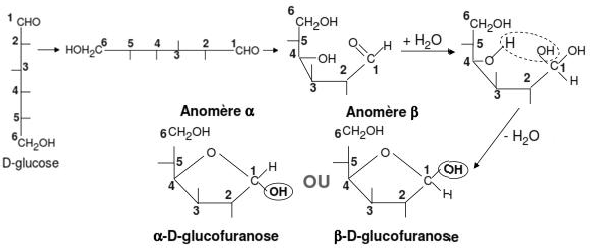 1 CHO
2
3
4
5
6 CH₂OH
D-glucose
HOH₂C 6 5 4 3 2 1 CHO
6
CH₂OH
5
4 OH
3
2
O
H
C
1
+ H₂O
6
CH₂OH
5
4 O
H
OH OH
C 1
H
2
3
- H₂O
Anomère α
6 CH₂OH
5
O
4
3
2
1
C
H
OH
α-D-glucofuranose
OU
Anomère β
6 CH₂OH
5
O
4
3
2
1
C
OH
H
β-D-glucofuranose